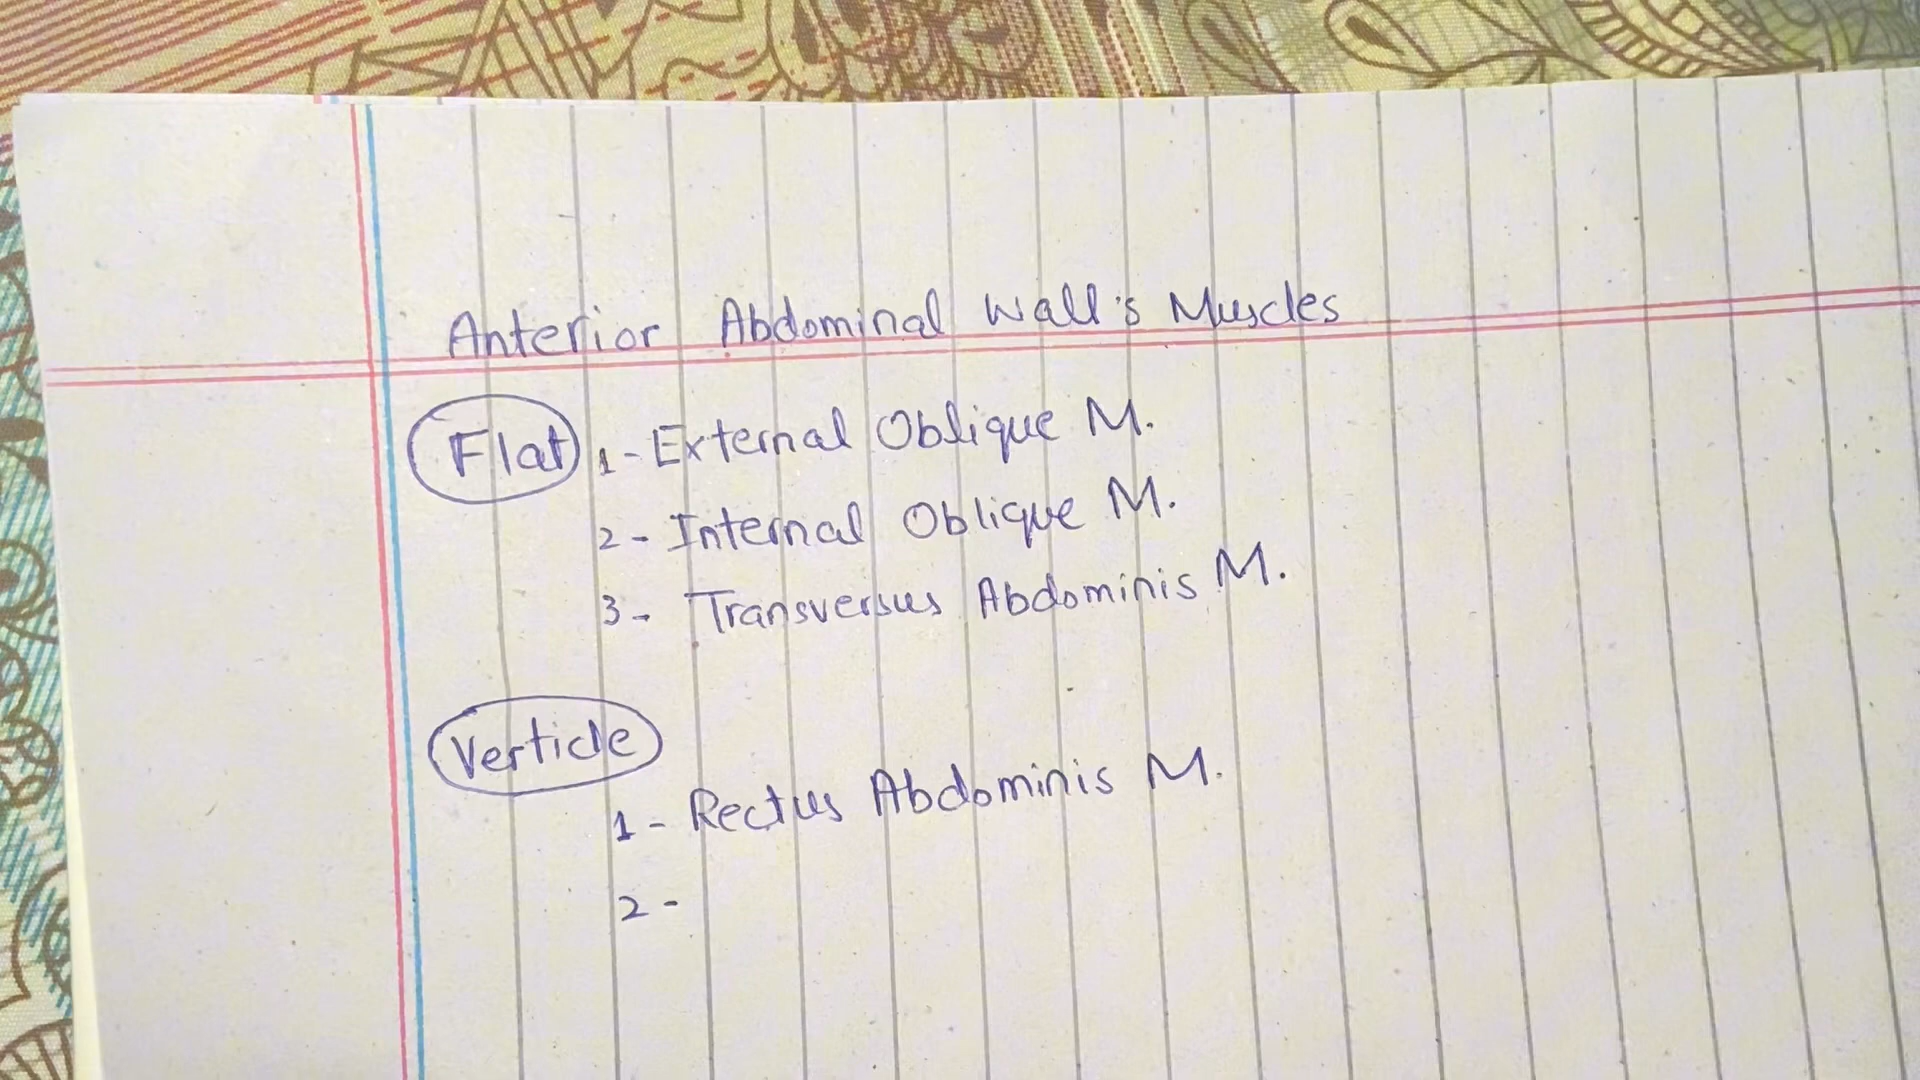 Anterior Abdominal Wall's Muscles
Flat 1- External Oblique M.
2- Internal Oblique M.
3- Transversus Abdominis M.
Verticle
1- Rectus Abdominis M.
2-